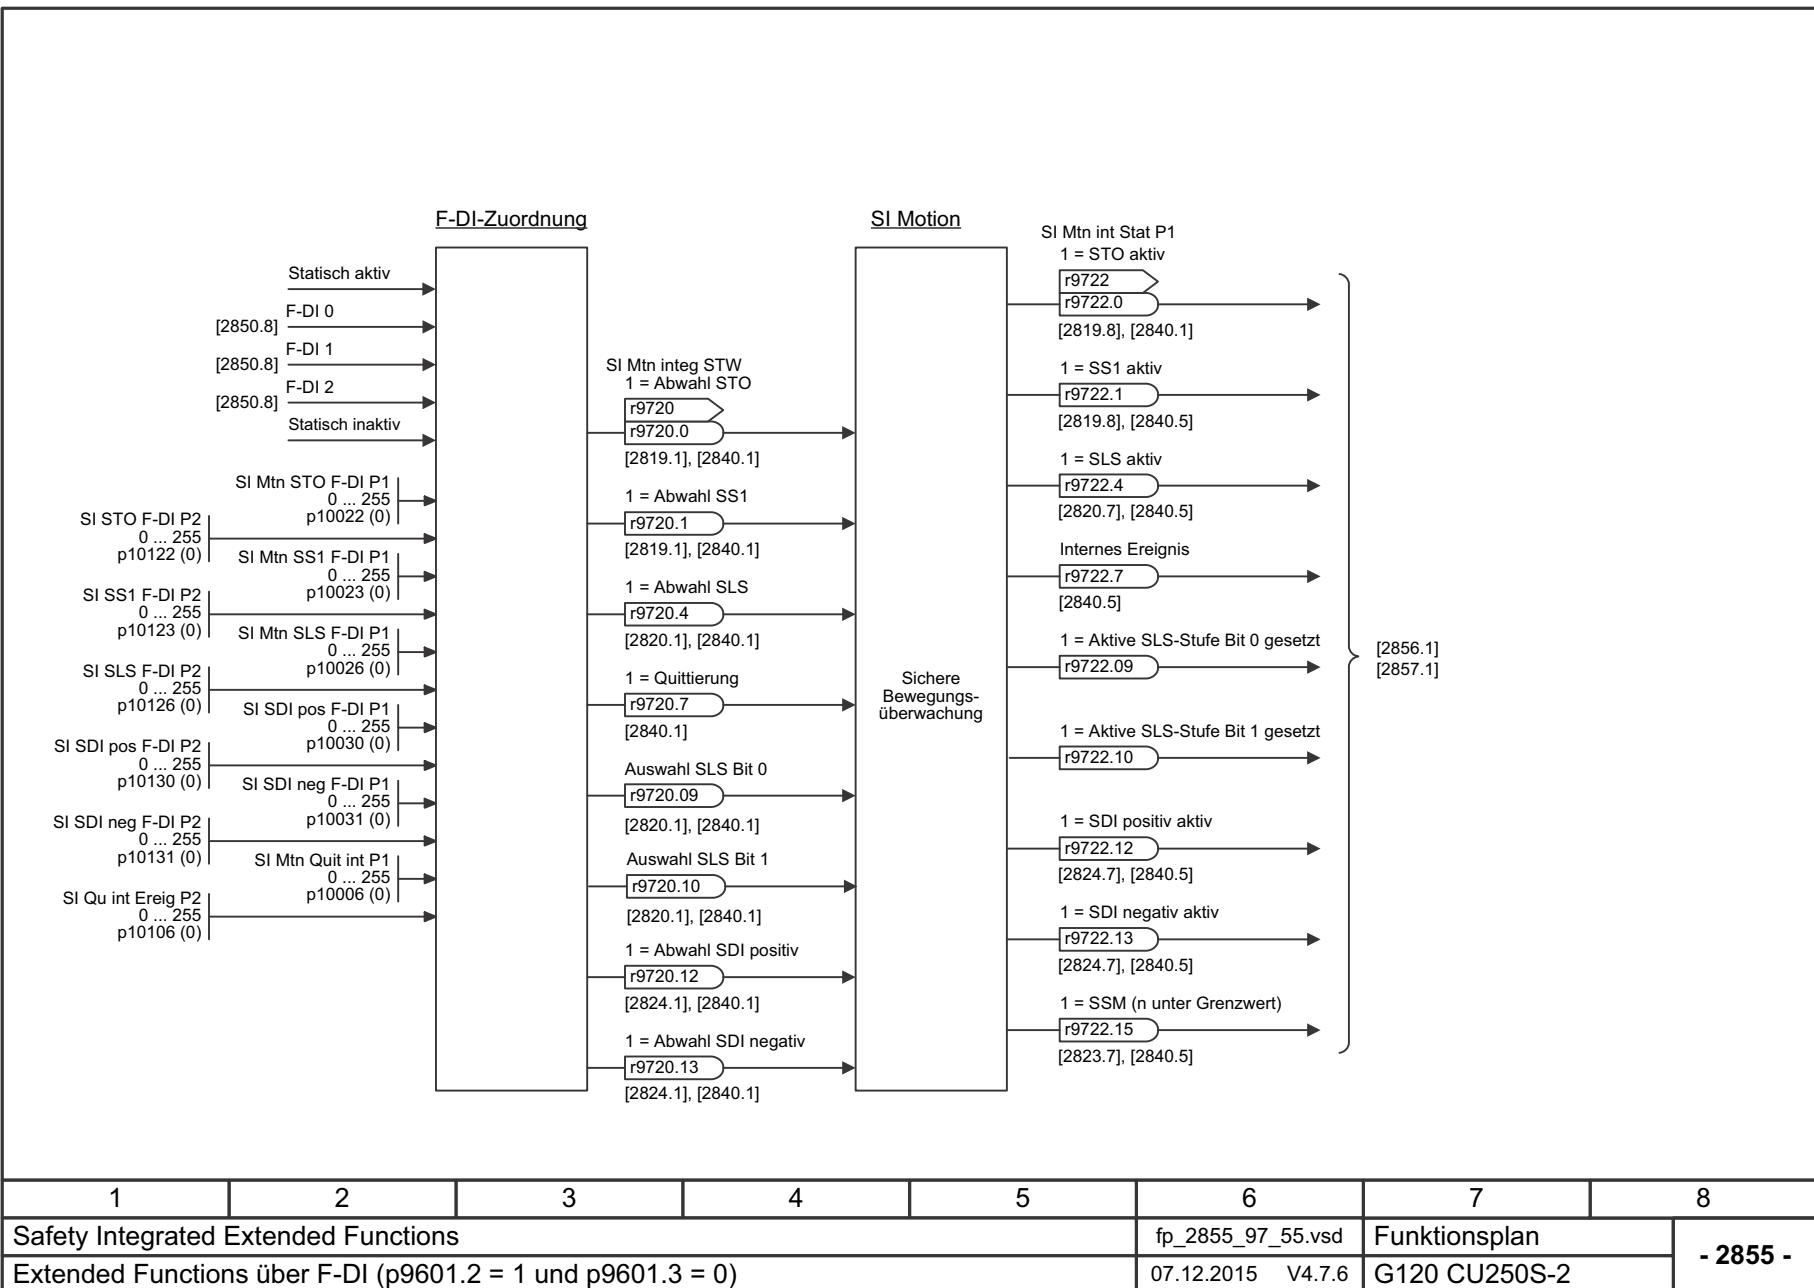 F-DI-Zuordnung
SI Motion
Statisch aktiv
F-DI 0
[2850.8]
F-DI 1
[2850.8]
F-DI 2
[2850.8]
Statisch inaktiv
SI Mtn STO F-DI P1
0 ... 255
p10022 (0)
SI STO F-DI P2
0 ... 255
p10122 (0)
SI Mtn SS1 F-DI P1
0 ... 255
p10023 (0)
SI SS1 F-DI P2
0 ... 255
p10123 (0)
SI Mtn SLS F-DI P1
0 ... 255
p10026 (0)
SI SLS F-DI P2
0 ... 255
p10126 (0)
SI SDI pos F-DI P1
0 ... 255
p10030 (0)
SI SDI pos F-DI P2
0 ... 255
p10130 (0)
SI SDI neg F-DI P1
0 ... 255
p10031 (0)
SI SDI neg F-DI P2
0 ... 255
p10131 (0)
SI Mtn Quit int P1
0 ... 255
p10006 (0)
SI Qu int Ereig P2
0 ... 255
p10106 (0)
SI Mtn integ STW
1 = Abwahl STO
r9720
r9720.0
[2819.1], [2840.1]
1 = Abwahl SS1
r9720.1
[2819.1], [2840.1]
1 = Abwahl SLS
r9720.4
[2820.1], [2840.1]
1 = Quittierung
r9720.7
[2840.1]
Auswahl SLS Bit 0
r9720.09
[2820.1], [2840.1]
Auswahl SLS Bit 1
r9720.10
[2820.1], [2840.1]
1 = Abwahl SDI positiv
r9720.12
[2824.1], [2840.1]
1 = Abwahl SDI negativ
r9720.13
[2824.1], [2840.1]
Sichere
Bewegungs-
überwachung
SI Mtn int Stat P1
1 = STO aktiv
r9722
r9722.0
[2819.8], [2840.1]
1 = SS1 aktiv
r9722.1
[2819.8], [2840.5]
1 = SLS aktiv
r9722.4
[2820.7], [2840.5]
Internes Ereignis
r9722.7
[2840.5]
1 = Aktive SLS-Stufe Bit 0 gesetzt
r9722.09
1 = Aktive SLS-Stufe Bit 1 gesetzt
r9722.10
1 = SDI positiv aktiv
r9722.12
[2824.7], [2840.5]
1 = SDI negativ aktiv
r9722.13
[2824.7], [2840.5]
1 = SSM (n unter Grenzwert)
r9722.15
[2823.7], [2840.5]
[2856.1]
[2857.1]
1 2 3 4 5 6 7 8
Safety Integrated Extended Functions
fp_2855_97_55.vsd
Funktionsplan
- 2855 -
Extended Functions über F-DI (p9601.2 = 1 und p9601.3 = 0)
07.12.2015 V4.7.6
G120 CU250S-2